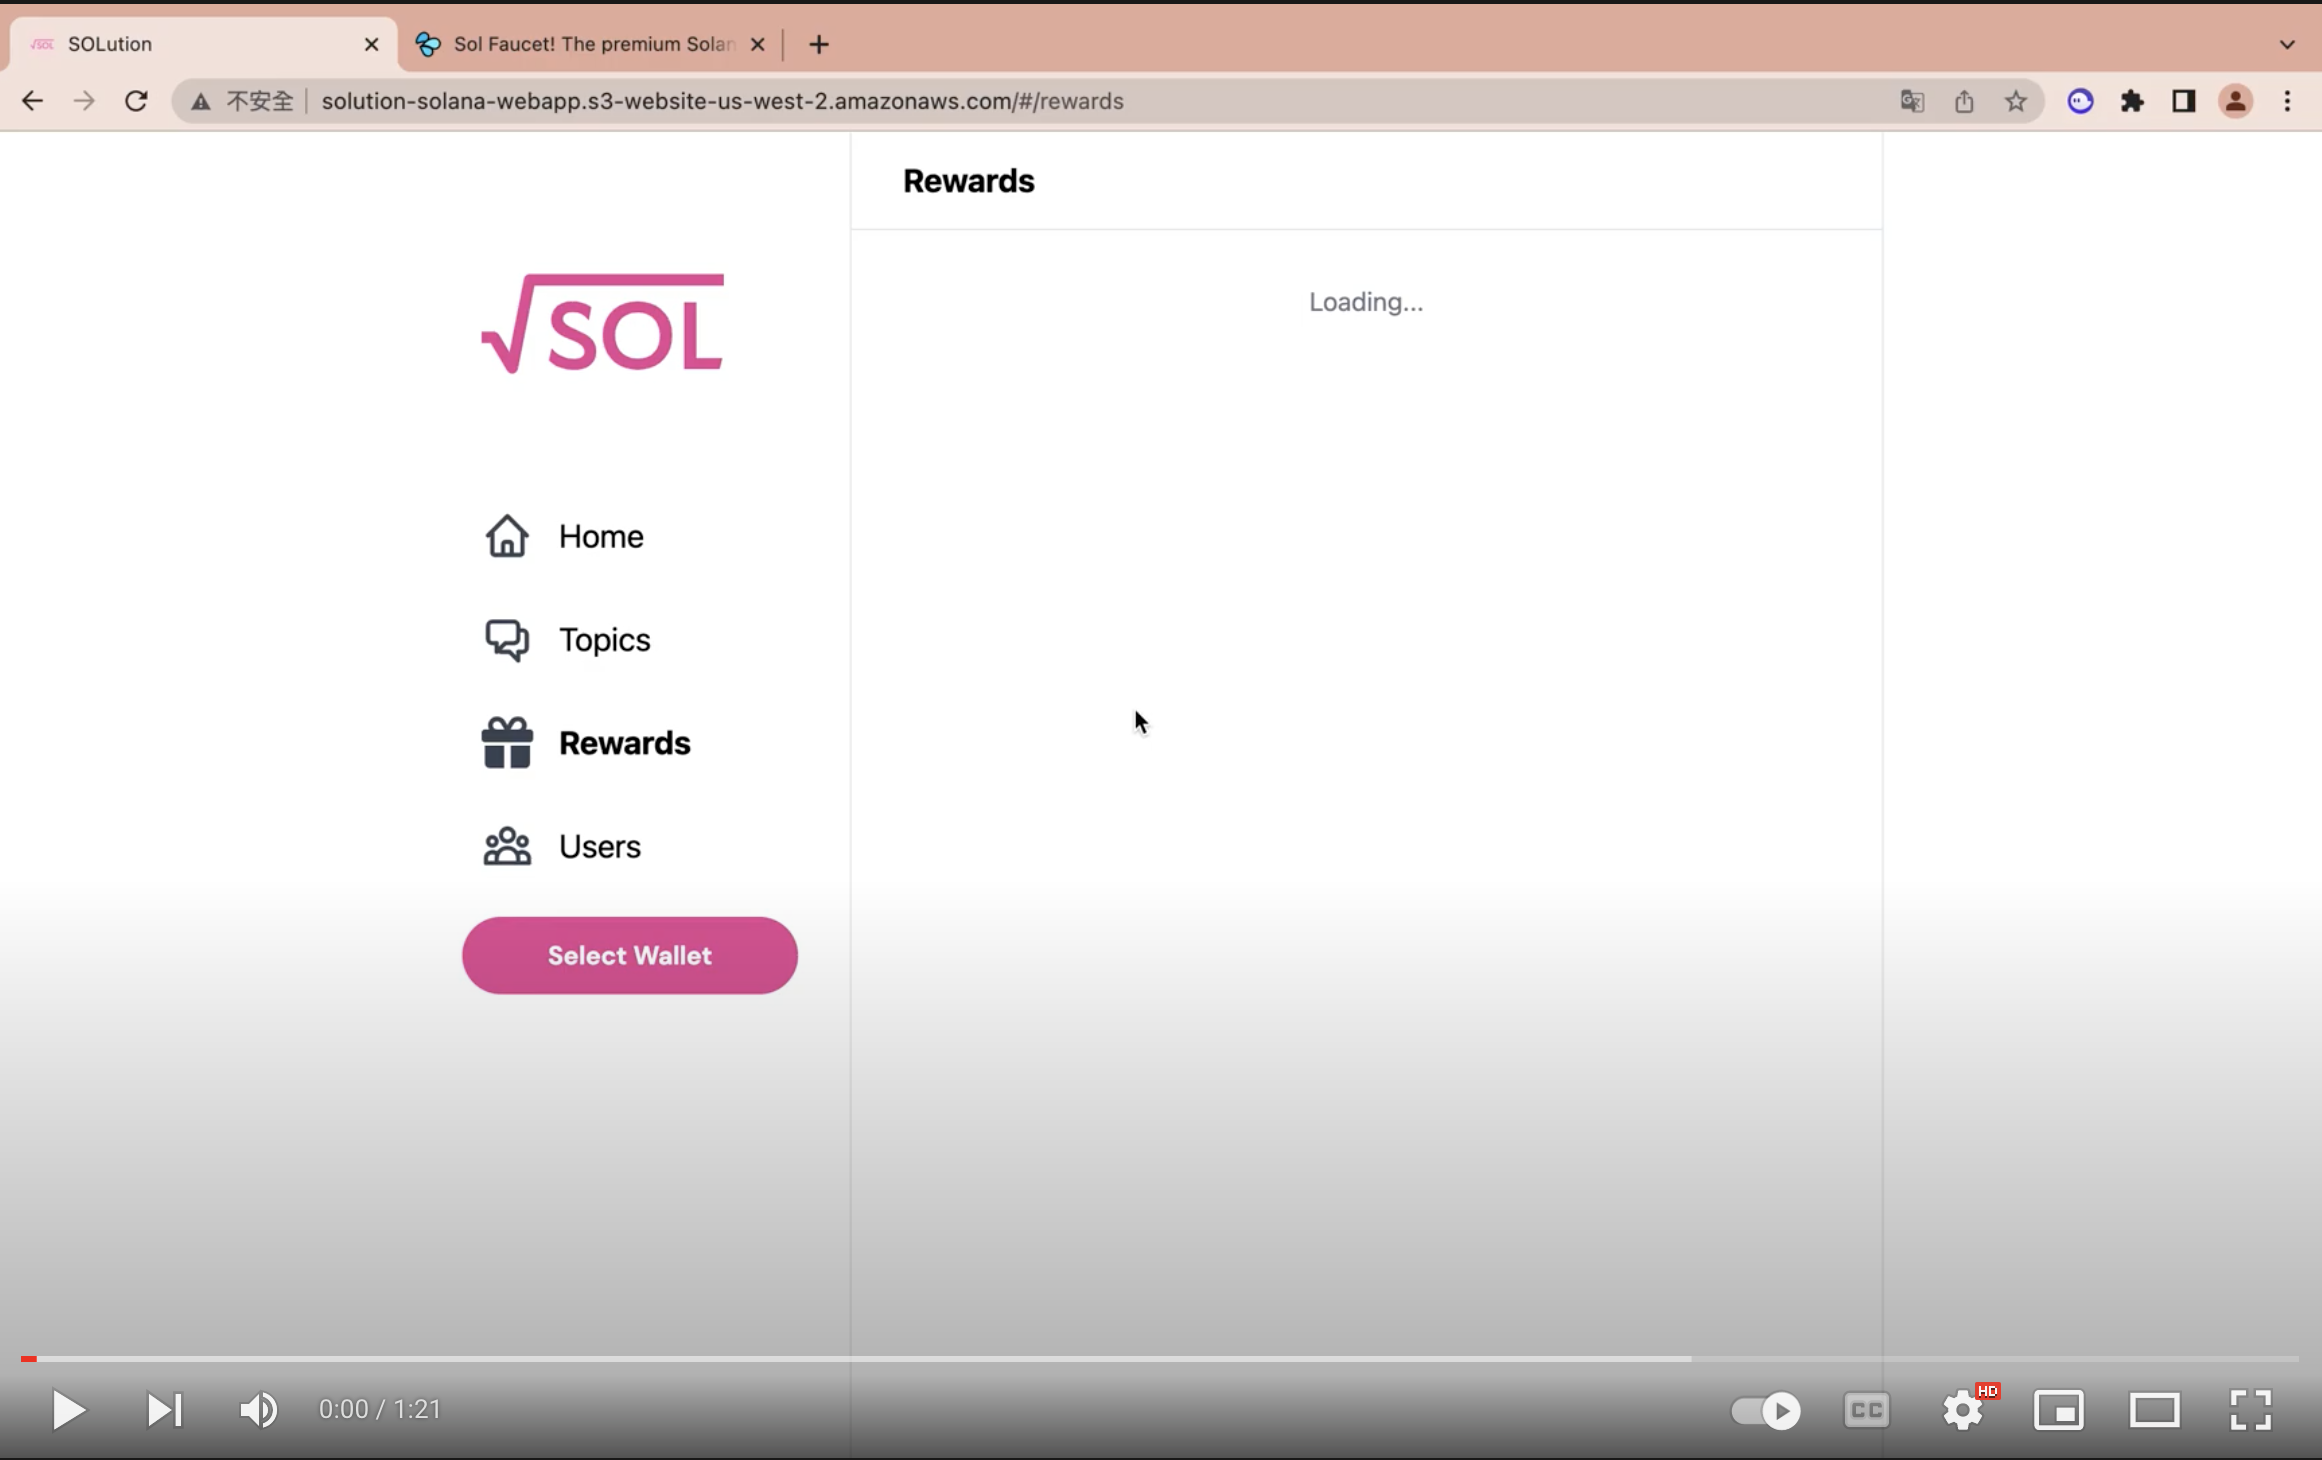 SOLution
Sol Faucet! The premium Solan
不安全
solution-solana-webapp.s3-website-us-west-2.amazonaws.com/#/rewards
Rewards
√SOL
Loading...
Home
Topics
Rewards
Users
Select Wallet
0:00 / 1:21
CC
HD